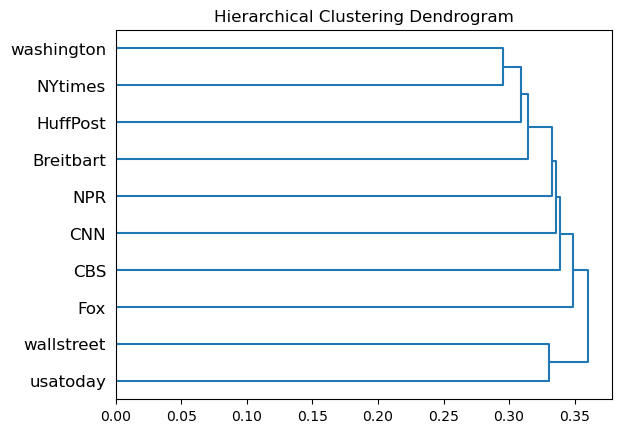 Hierarchical Clustering Dendrogram
washington
NYtimes
HuffPost
Breitbart
NPR
CNN
CBS
Fox
wallstreet
usatoday
0.00 0.05 0.10 0.15 0.20 0.25 0.30 0.35